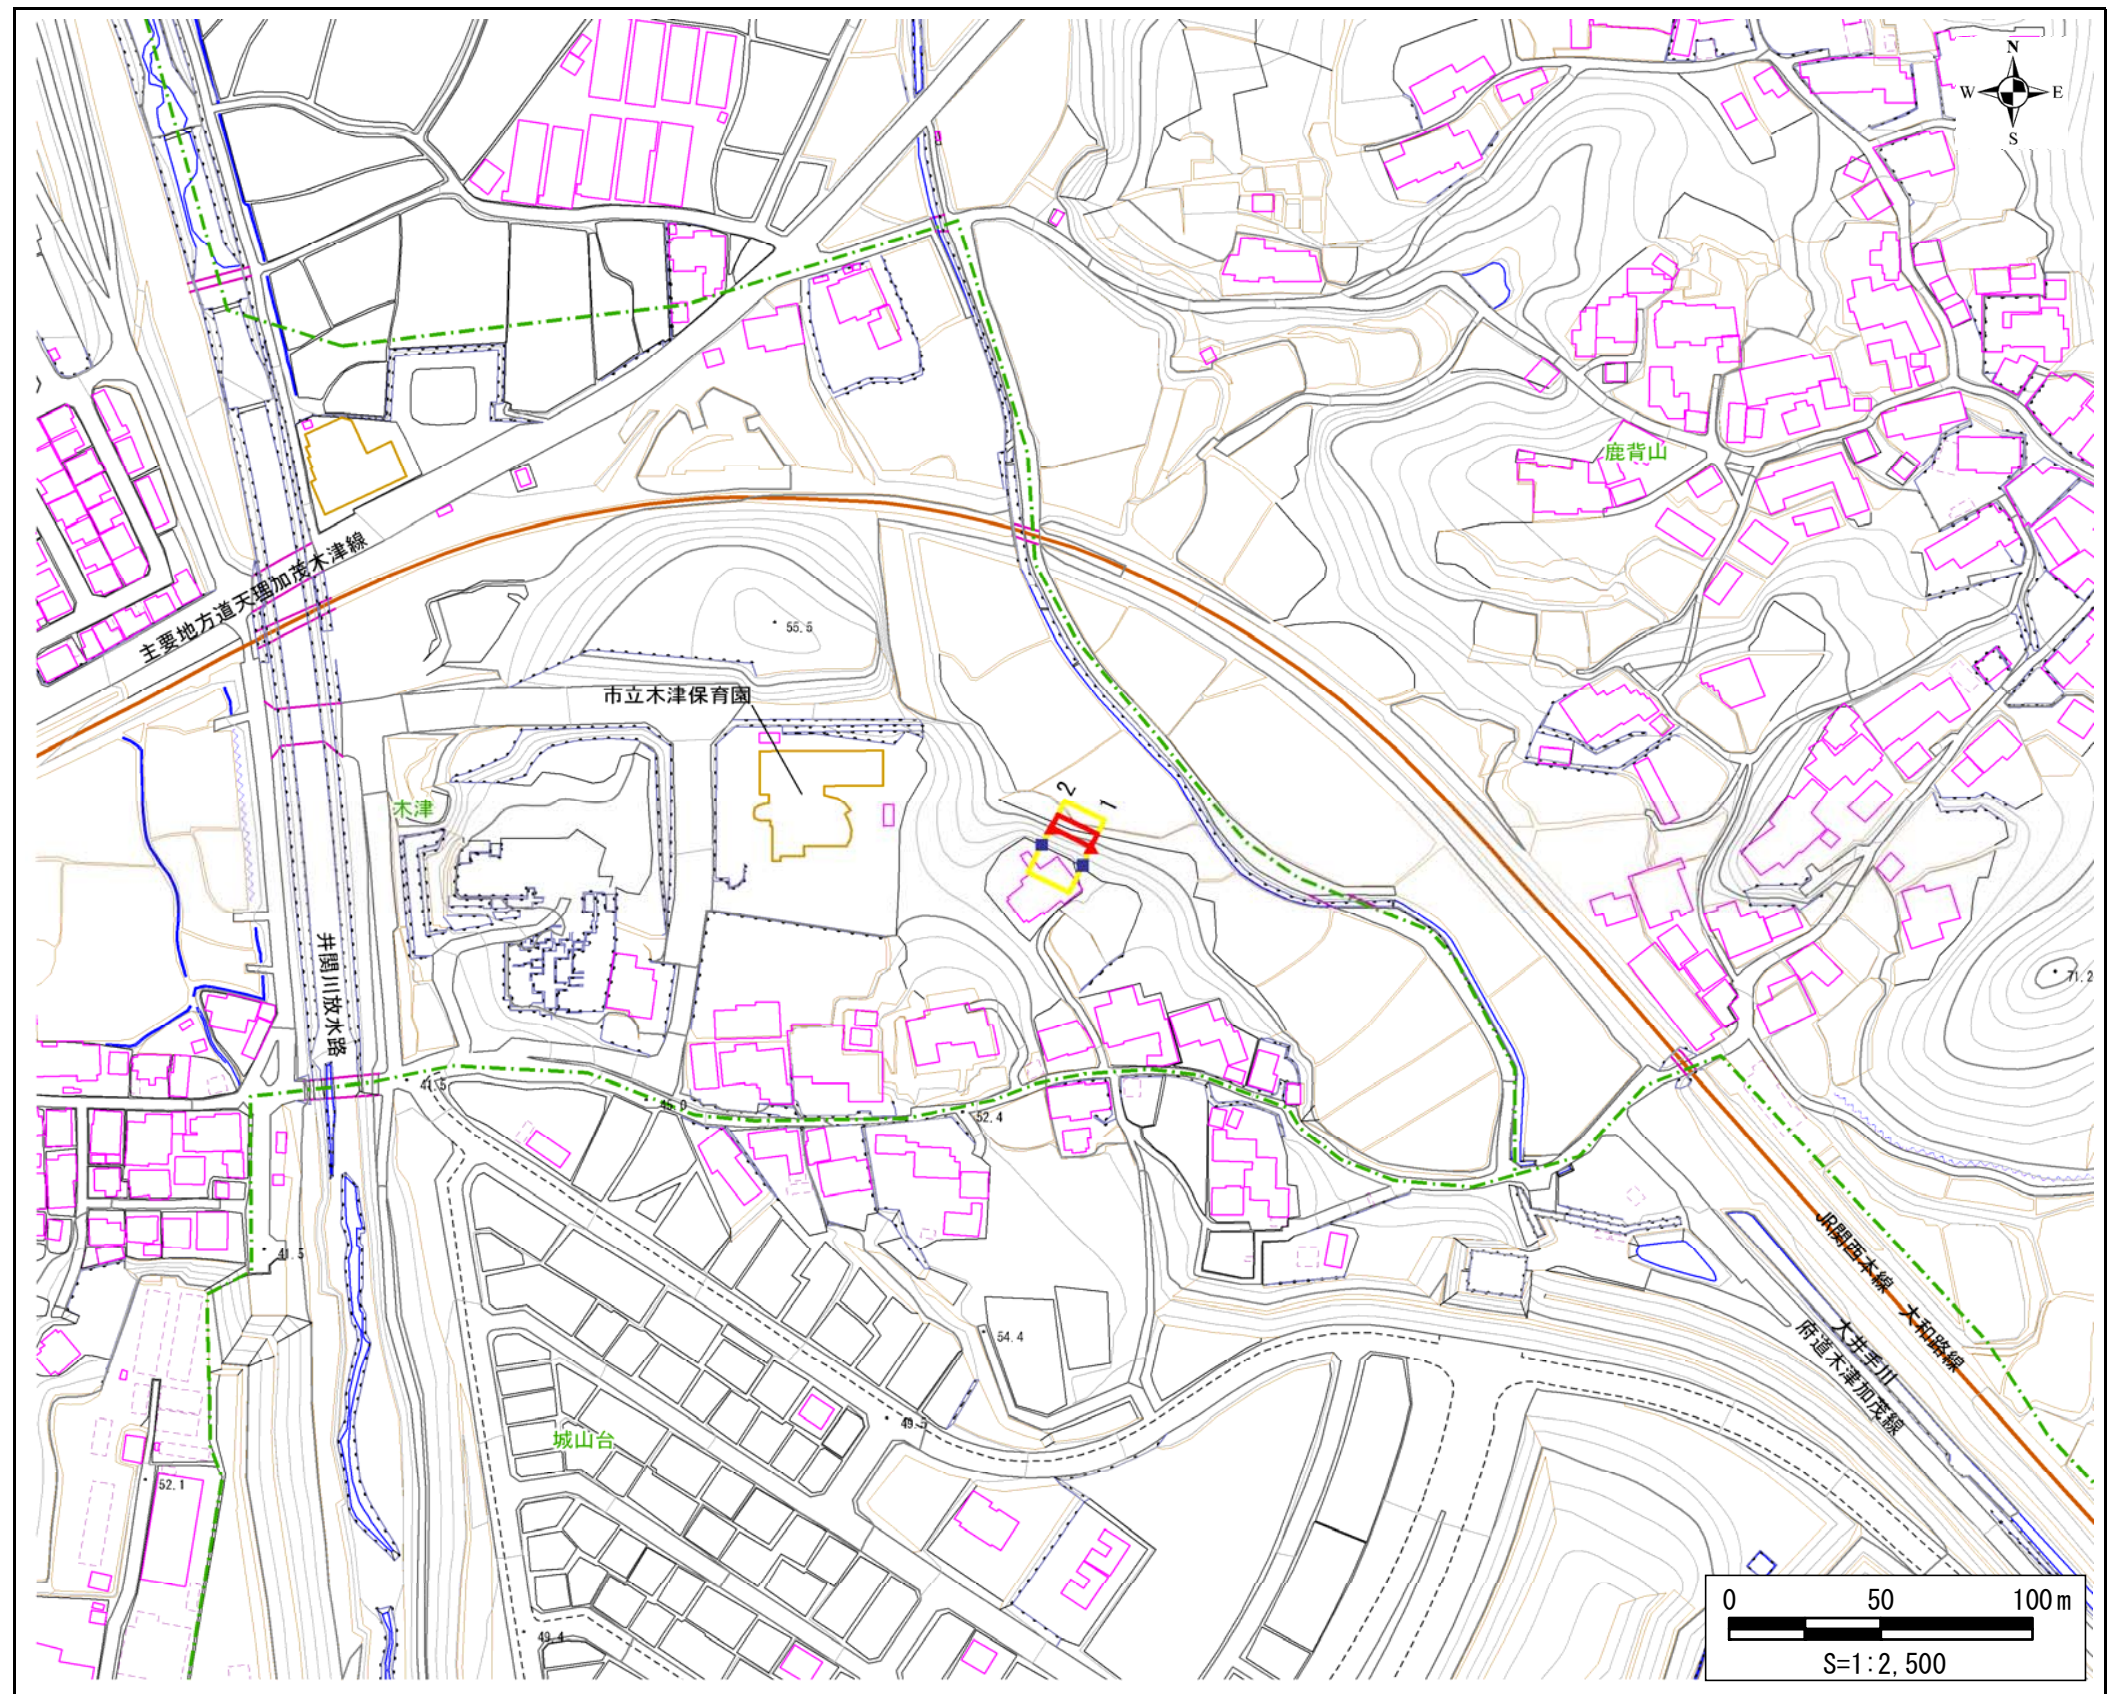 N
W E
S
鹿背山
主要地方道天理加茂木津線
55.5
市立木津保育園
木津
2
1
井関川放水路
71.2
41.5
45.0
52.4
41.5
JR関西本線 大和路線
大井手川
府道木津加茂線
54.4
49.5
城山台
52.1
49.4
0 50 100m
S=1:2,500